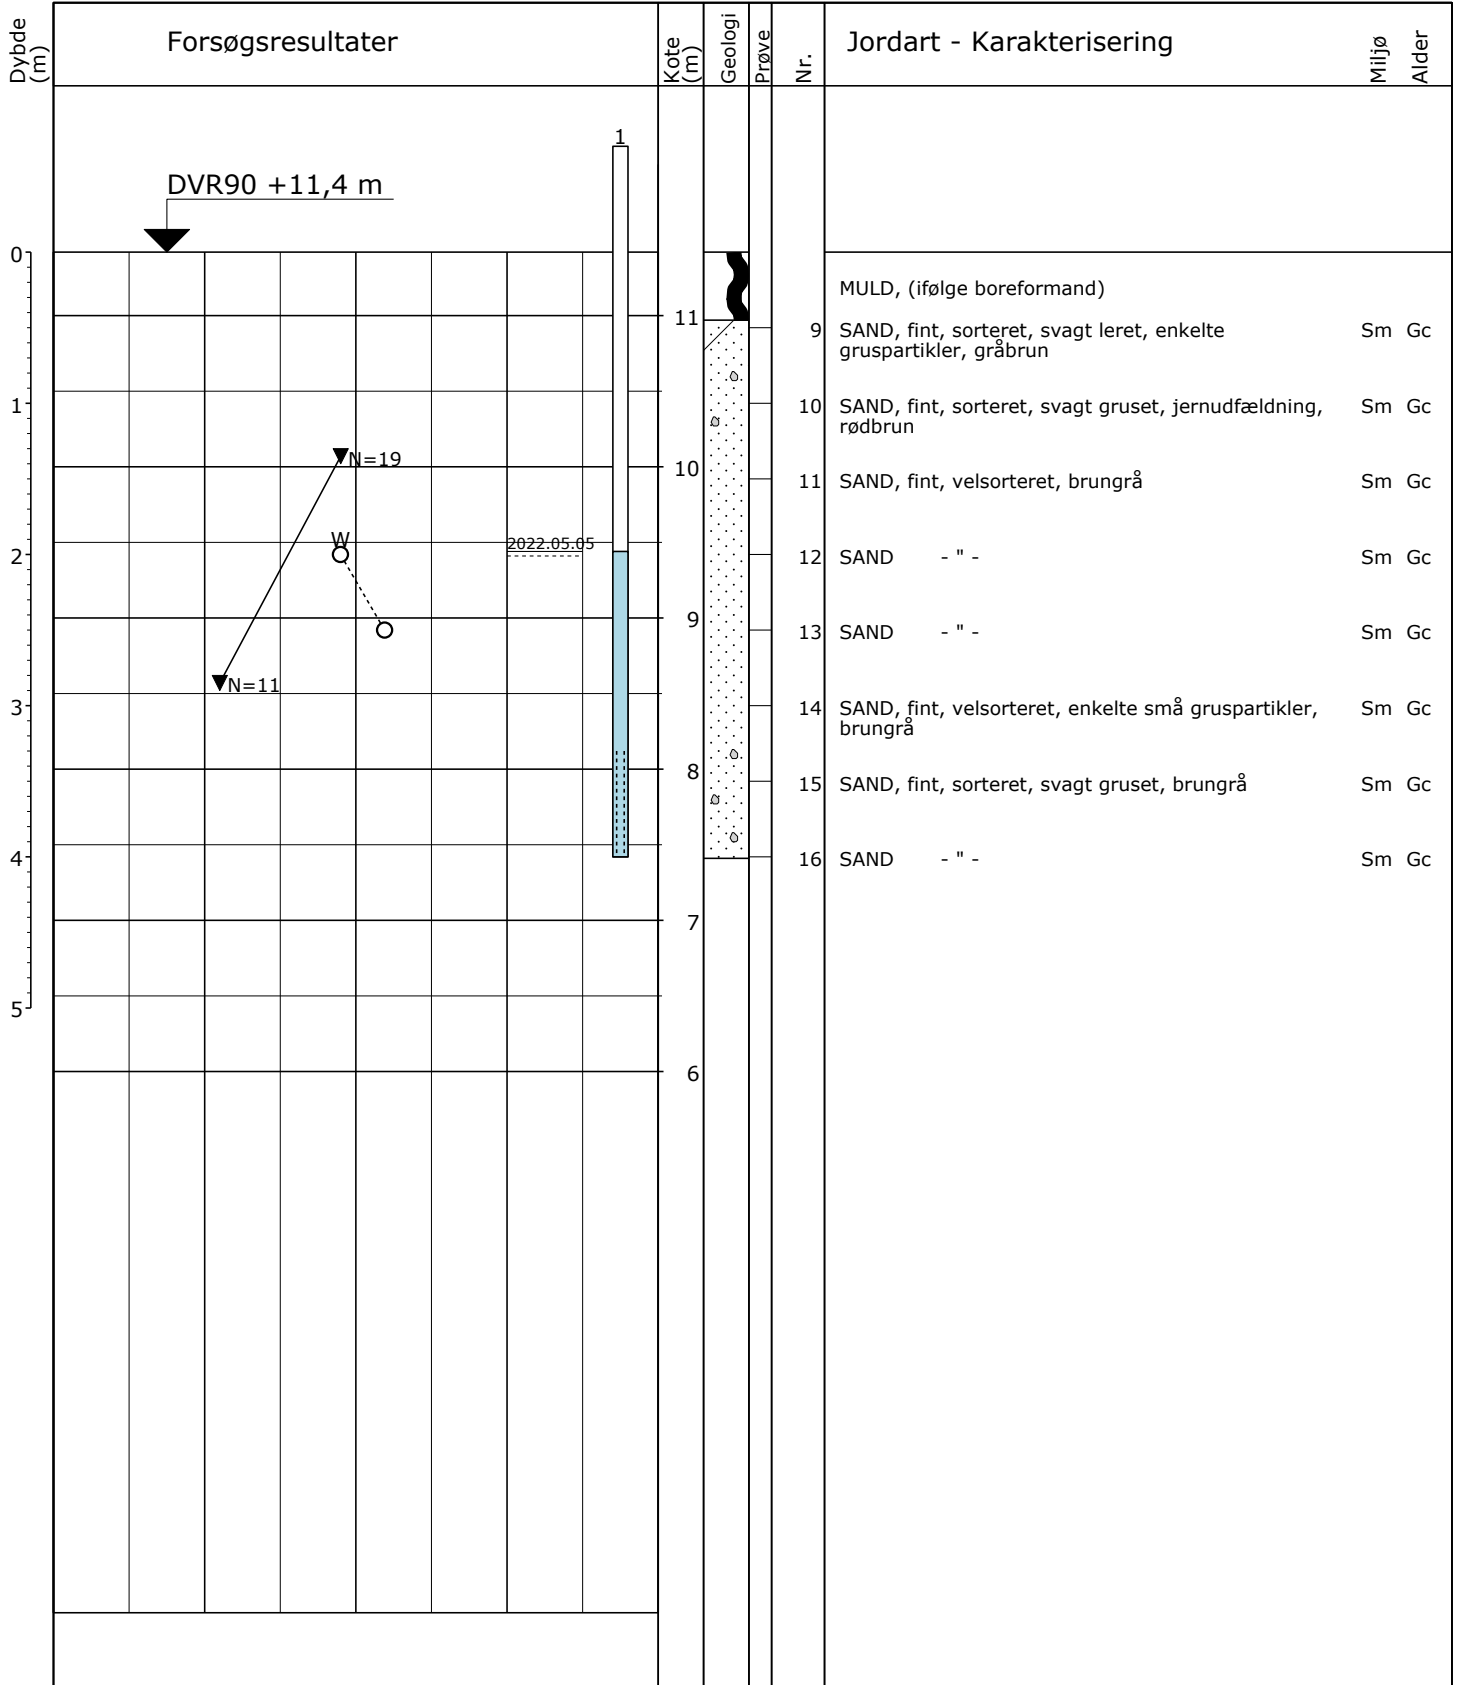 Dybde
(m)
Forsøgsresultater
Kote
(m)
Geologi
Prøve
Nr.
Jordart - Karakterisering
Miljø
Alder
1
DVR90 +11,4 m
0
MULD, (ifølge boreformand)
11
9 SAND, fint, sorteret, svagt leret, enkelte Sm Gc
gruspartikler, gråbrun
1
10 SAND, fint, sorteret, svagt gruset, jernudfældning, Sm Gc
rødbrun
N=19
10
11 SAND, fint, velsorteret, brungrå Sm Gc
W
2022.05.05
2
12 SAND - " - Sm Gc
9
13 SAND - " - Sm Gc
N=11
3
14 SAND, fint, velsorteret, enkelte små gruspartikler, Sm Gc
brungrå
8
15 SAND, fint, sorteret, svagt gruset, brungrå Sm Gc
4
16 SAND - " - Sm Gc
7
5
6